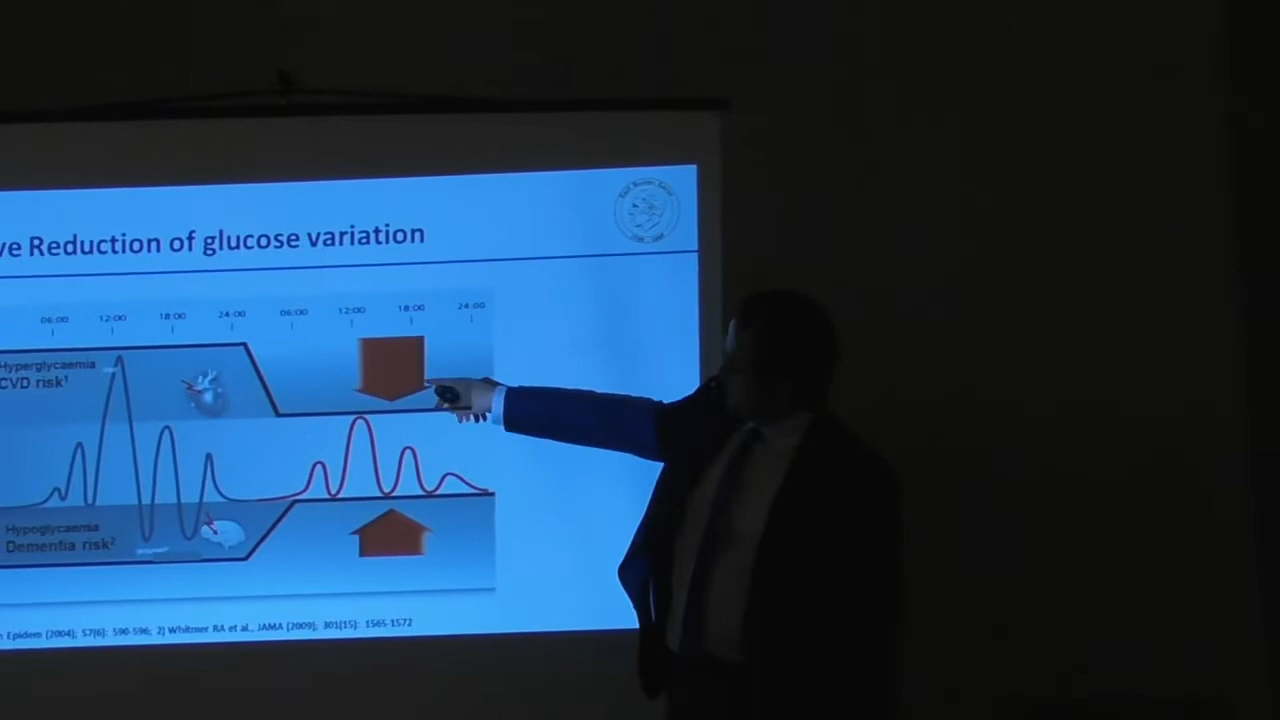 ve Reduction of glucose variation
06:00 12:00 18:00 24:00 06:00 12:00 18:00 24:00
Hyperglycaemia
CVD risk¹
Hypoglycaemia
Dementia risk²
Epidem (2004); 57(6): 590-596; 2) Whitmer RA et al., JAMA (2009); 301(15): 1565-1572